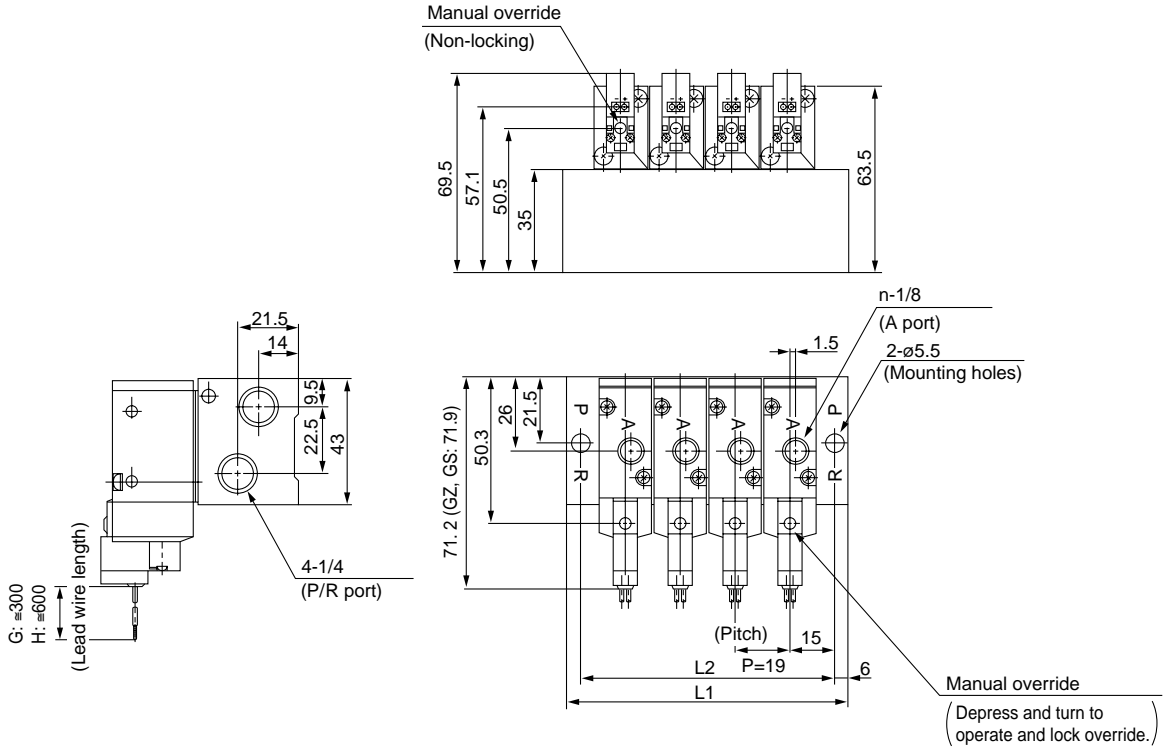 Manual override
(Non-locking)
- +
- +
- +
- +
69.5
57.1
50.5
35
63.5
n-1/8
(A port)
1.5
2-ø5.5
(Mounting holes)
21.5
14
9.5
22.5
43
4-1/4
(P/R port)
G: ≅300
H: ≅600
(Lead wire length)
71. 2 (GZ, GS: 71.9)
50.3
26
21.5
P
R
A
A
A
A
P
R
(Pitch)
P=19
15
6
L2
L1
Manual override
(Depress and turn to
operate and lock override.)